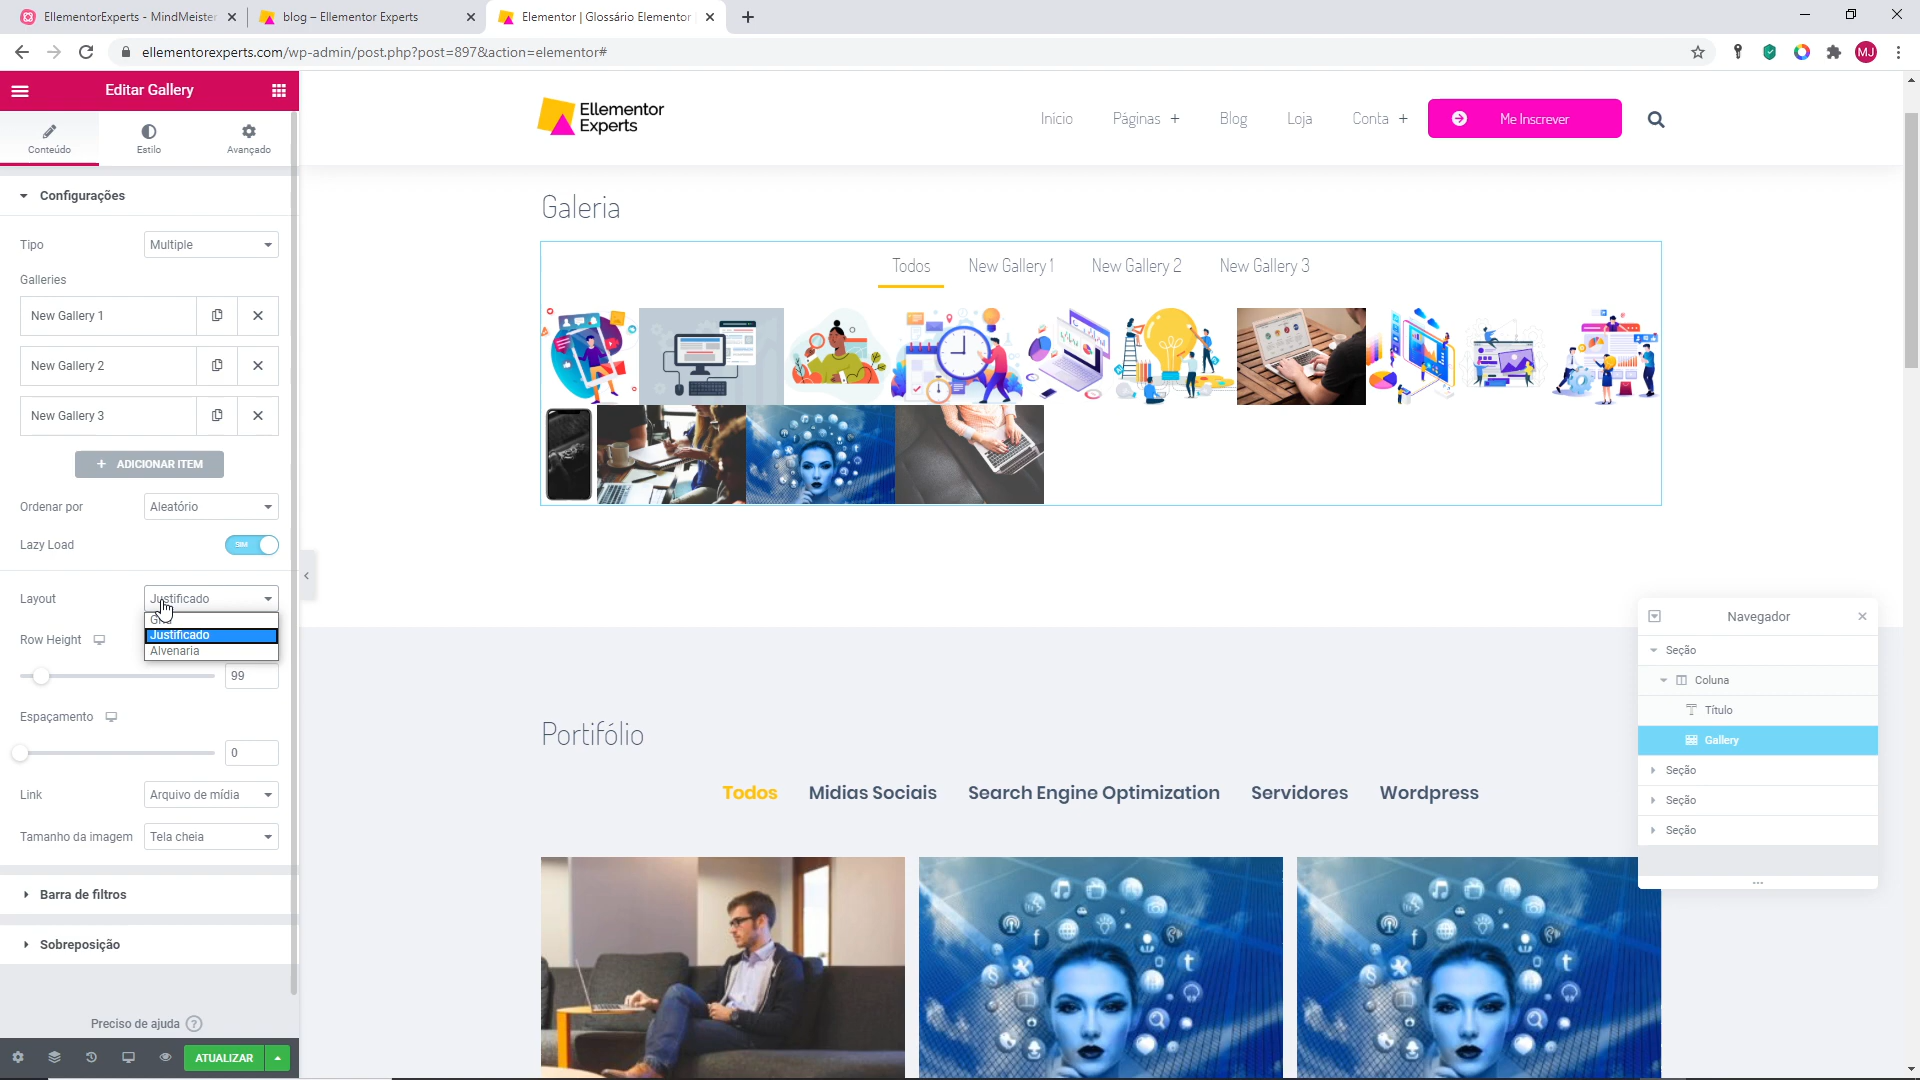 EllementorExperts - MindMeister
blog – Ellementor Experts
Elementor | Glossário Elementor
ellementorexperts.com/wp-admin/post.php?post=897&action=elementor#
MJ
Editar Gallery
Conteúdo
Estilo
Avançado
Configurações
Tipo
Multiple
Galleries
New Gallery 1
New Gallery 2
New Gallery 3
ADICIONAR ITEM
Ordenar por
Aleatório
Lazy Load
SIM
Layout
Justificado
Justificado
Alvenaria
Row Height
99
Espaçamento
0
Link
Arquivo de mídia
Tamanho da imagem
Tela cheia
Barra de filtros
Sobreposição
Preciso de ajuda
ATUALIZAR
Ellementor
Experts
Início
Páginas +
Blog
Loja
Conta +
Me Inscrever
Galeria
Todos
New Gallery 1
New Gallery 2
New Gallery 3
Portifólio
Todos
Midias Sociais
Search Engine Optimization
Servidores
Wordpress
Navegador
Seção
Coluna
Título
Gallery
Seção
Seção
Seção